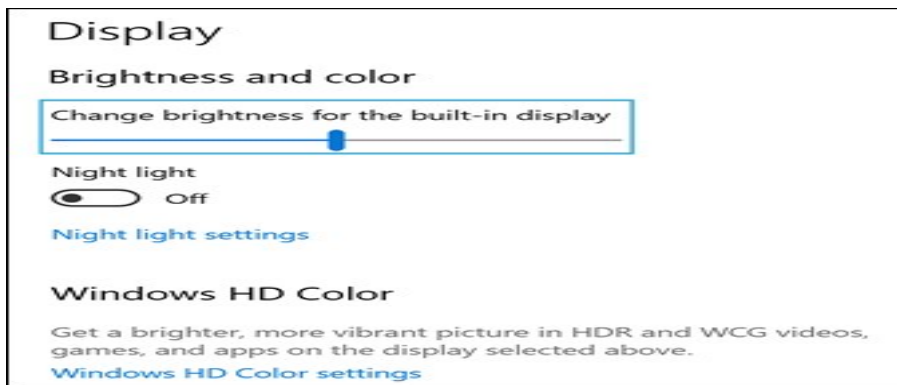 Display
Brightness and color
Change brightness for the built-in display
Night light
Off
Night light settings
Windows HD Color
Get a brighter, more vibrant picture in HDR and WCG videos,
games, and apps on the display selected above.
Windows HD Color settings